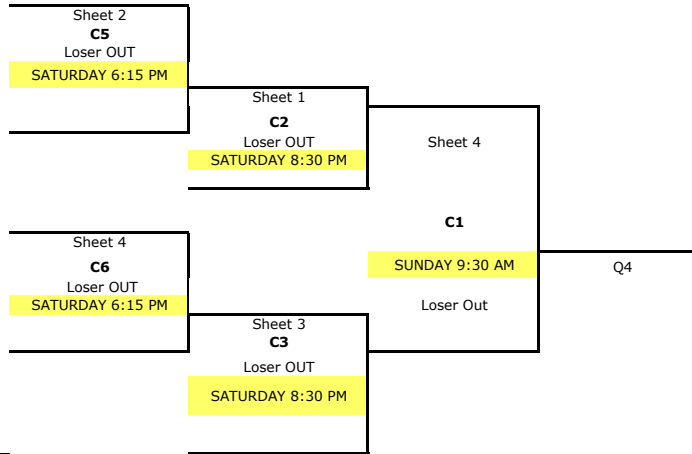 Sheet 2
C5
Loser OUT
SATURDAY 6:15 PM
Sheet 1
C2
Loser OUT
SATURDAY 8:30 PM
Sheet 4
C1
SUNDAY 9:30 AM
Loser Out
Q4
Sheet 4
C6
Loser OUT
SATURDAY 6:15 PM
Sheet 3
C3
Loser OUT
SATURDAY 8:30 PM